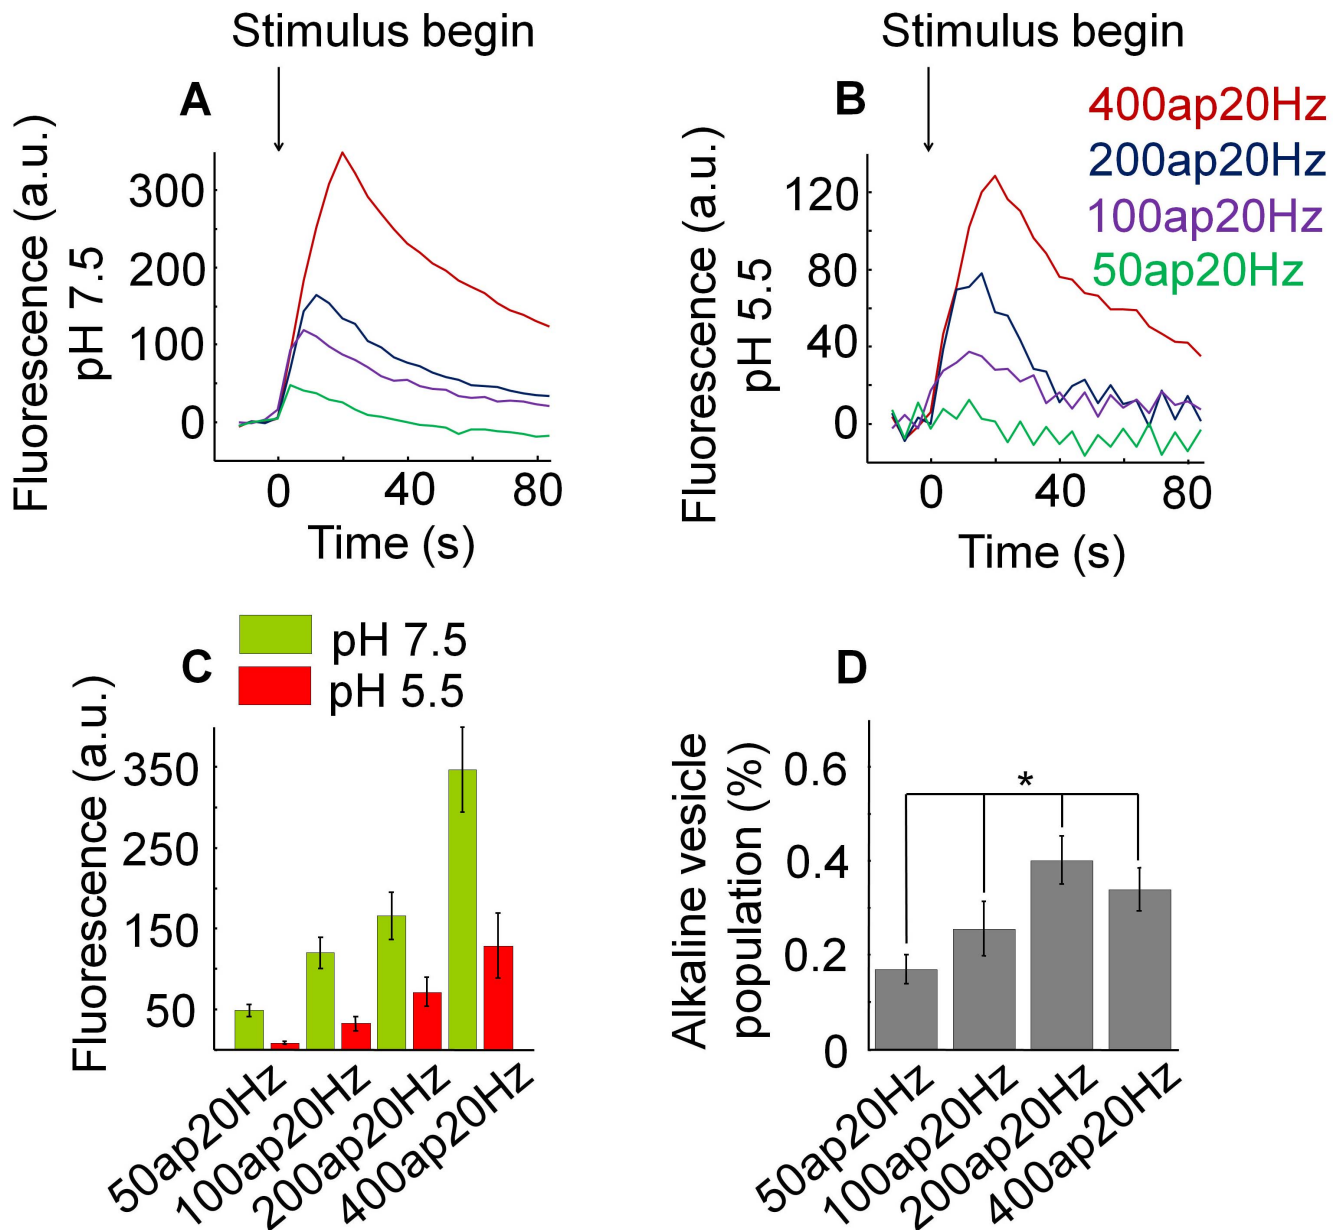 Stimulus begin
A
Fluorescence (a.u.)
pH 7.5
300
200
100
0
0 40 80
Time (s)
Stimulus begin
B
400ap20Hz
200ap20Hz
100ap20Hz
50ap20Hz
Fluorescence (a.u.)
pH 5.5
120
80
40
0
0 40 80
Time (s)
C
pH 7.5
pH 5.5
Fluorescence (a.u.)
350
250
150
50
50ap20Hz
100ap20Hz
200ap20Hz
400ap20Hz
D
Alkaline vesicle
population (%)
0.6
0.4
0.2
0
*
50ap20Hz
100ap20Hz
200ap20Hz
400ap20Hz